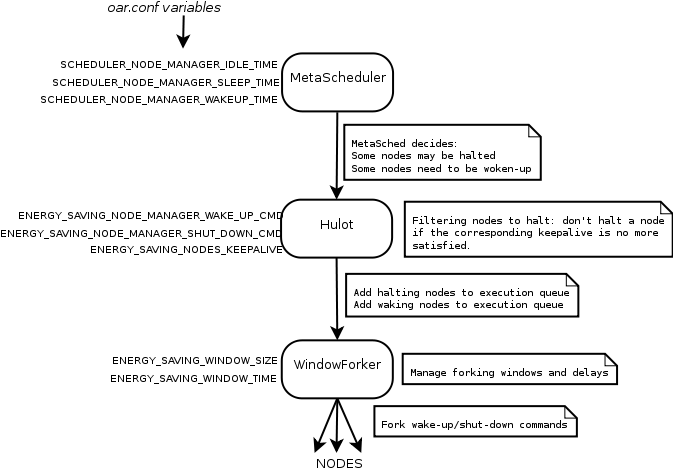 oar.conf variables
SCHEDULER_NODE_MANAGER_IDLE_TIME
SCHEDULER_NODE_MANAGER_SLEEP_TIME
SCHEDULER_NODE_MANAGER_WAKEUP_TIME
MetaScheduler
MetaSched decides:
Some nodes may be halted
Some nodes need to be woken-up
ENERGY_SAVING_NODE_MANAGER_WAKE_UP_CMD
ENERGY_SAVING_NODE_MANAGER_SHUT_DOWN_CMD
ENERGY_SAVING_NODES_KEEPALIVE
Hulot
Filtering nodes to halt: don't halt a node
if the corresponding keepalive is no more
satisfied.
Add halting nodes to execution queue
Add waking nodes to execution queue
ENERGY_SAVING_WINDOW_SIZE
ENERGY_SAVING_WINDOW_TIME
WindowForker
Manage forking windows and delays
Fork wake-up/shut-down commands
NODES